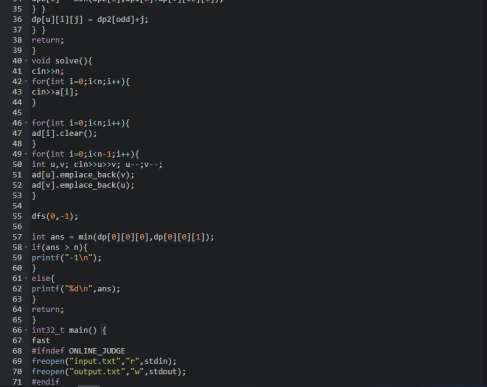 35 } }
36 dp[u][i][j] = dp2[odd]+j;
37 } }
38 return;
39 }
40 void solve(){
41 cin>>n;
42 for(int i=0;i<n;i++){
43 cin>>a[i];
44 }
45
46 for(int i=0;i<n;i++){
47 ad[i].clear();
48 }
49 for(int i=0;i<n-1;i++){
50 int u,v; cin>>u>>v; u--;v--;
51 ad[u].emplace_back(v);
52 ad[v].emplace_back(u);
53 }
54
55 dfs(0,-1);
56
57 int ans = min(dp[0][0][0],dp[0][0][1]);
58 if(ans > n){
59 printf("-1\n");
60 }
61 else{
62 printf("%d\n",ans);
63 }
64 return;
65 }
66 int32_t main() {
67 fast
68 #ifndef ONLINE_JUDGE
69 freopen("input.txt","r",stdin);
70 freopen("output.txt","w",stdout);
71 #endif